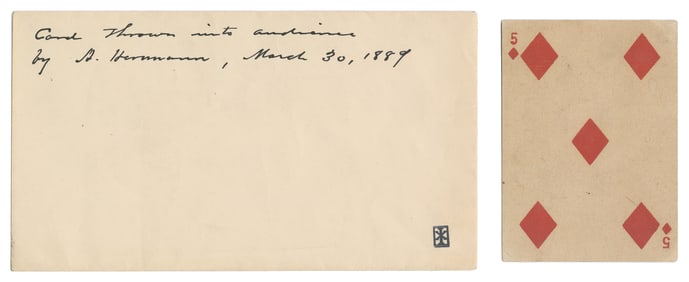 Card thrown into audience
by A. Herrmann, March 30, 1889
5
5